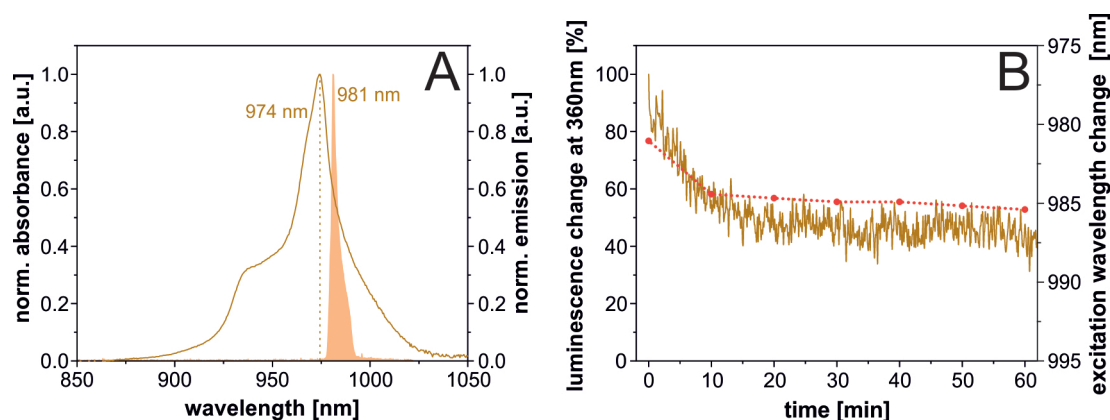 A
974 nm
981 nm
norm. absorbance [a.u.]
1.0
0.8
0.6
0.4
0.2
0.0
norm. emission [a.u.]
1.0
0.8
0.6
0.4
0.2
0.0
850 900 950 1000 1050
wavelength [nm]
B
luminescence change at 360nm [%]
100
80
60
40
20
0
excitation wavelength change [nm]
975
980
985
990
995
0 10 20 30 40 50 60
time [min]